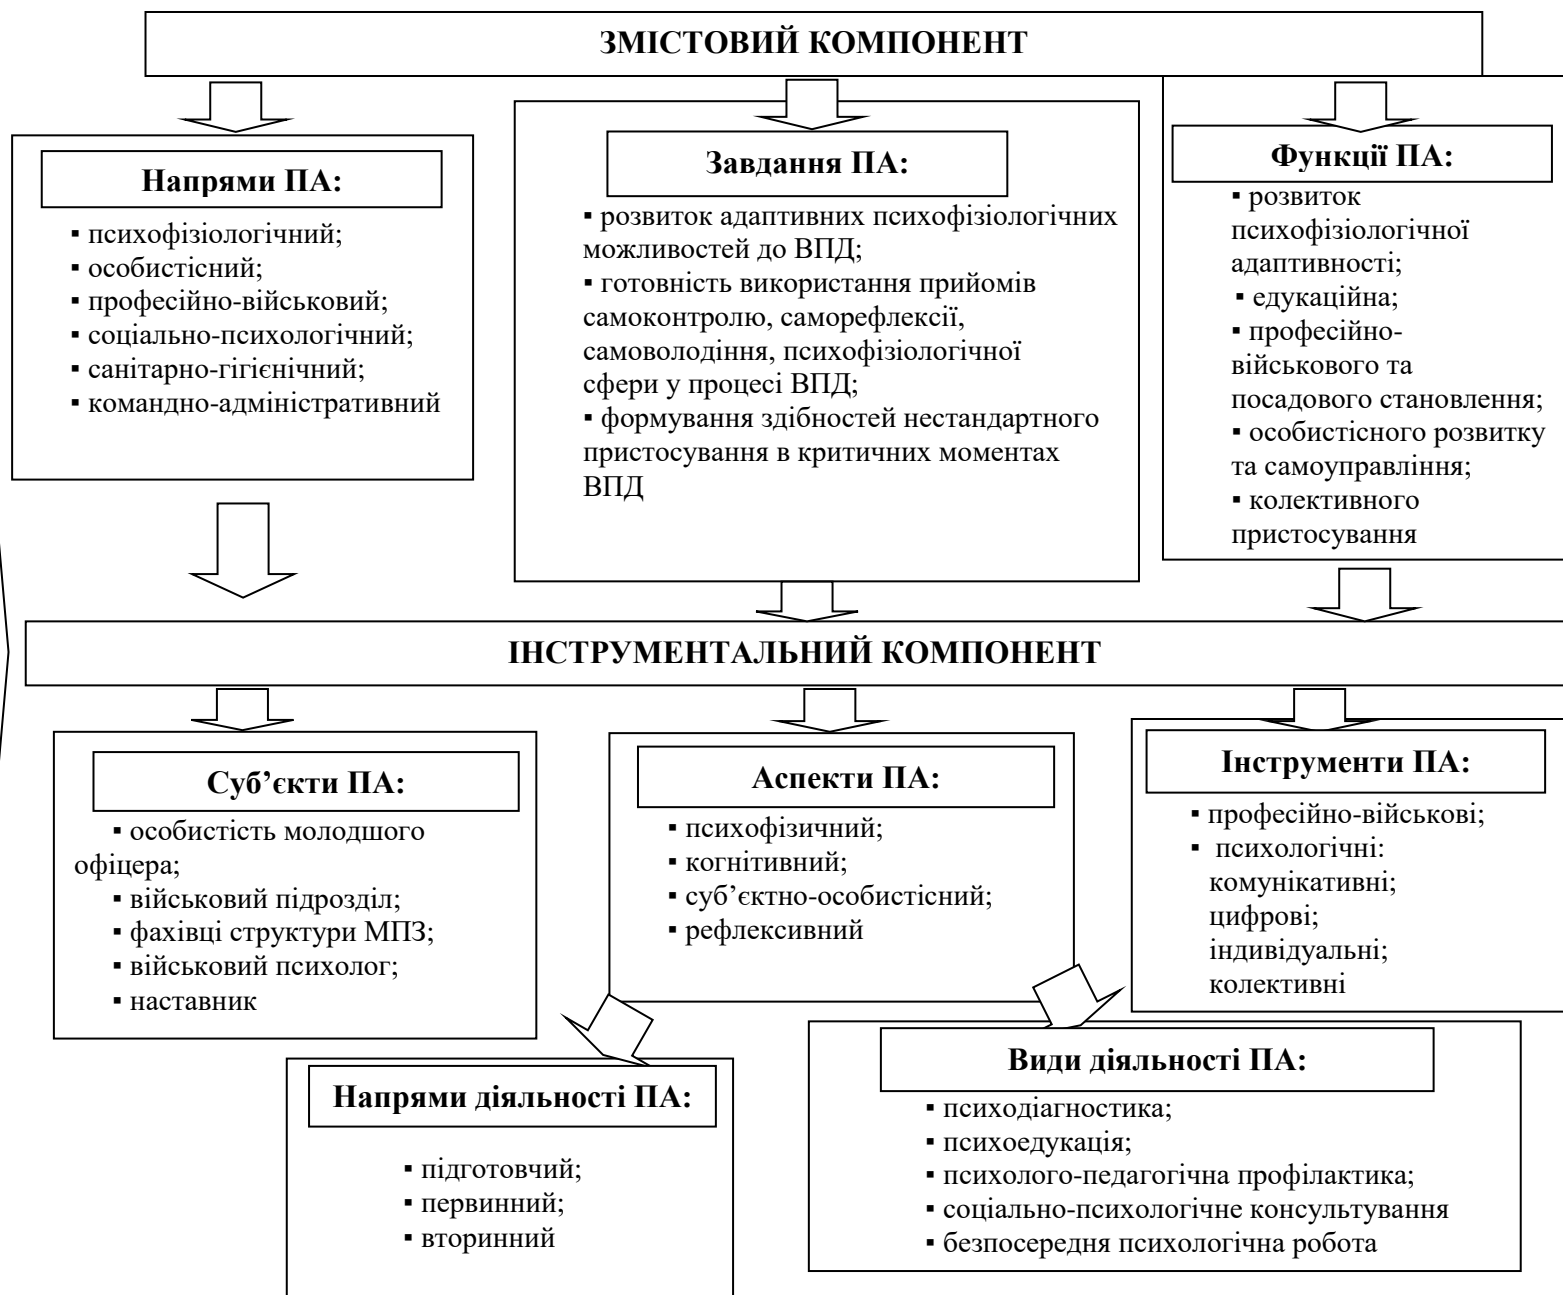 ЗМІСТОВИЙ КОМПОНЕНТ
Напрями ПА:
▪ психофізіологічний;
▪ особистісний;
▪ професійно-військовий;
▪ соціально-психологічний;
▪ санітарно-гігієнічний;
▪ командно-адміністративний
Завдання ПА:
▪ розвиток адаптивних психофізіологічних
можливостей до ВПД;
▪ готовність використання прийомів
самоконтролю, саморефлексії,
самоволодіння, психофізіологічної
сфери у процесі ВПД;
▪ формування здібностей нестандартного
пристосування в критичних моментах
ВПД
Функції ПА:
▪ розвиток
психофізіологічної
адаптивності;
▪ едукаційна;
▪ професійно-
військового та
посадового становлення;
▪ особистісного розвитку
та самоуправління;
▪ колективного
пристосування
ІНСТРУМЕНТАЛЬНИЙ КОМПОНЕНТ
Суб’єкти ПА:
▪ особистість молодшого
офіцера;
▪ військовий підрозділ;
▪ фахівці структури МПЗ;
▪ військовий психолог;
▪ наставник
Аспекти ПА:
▪ психофізичний;
▪ когнітивний;
▪ суб’єктно-особистісний;
▪ рефлексивний
Інструменти ПА:
▪ професійно-військові;
▪ психологічні:
комунікативні;
цифрові;
індивідуальні;
колективні
Напрями діяльності ПА:
▪ підготовчий;
▪ первинний;
▪ вторинний
Види діяльності ПА:
▪ психодіагностика;
▪ психоедукація;
▪ психолого-педагогічна профілактика;
▪ соціально-психологічне консультування
▪ безпосередня психологічна робота